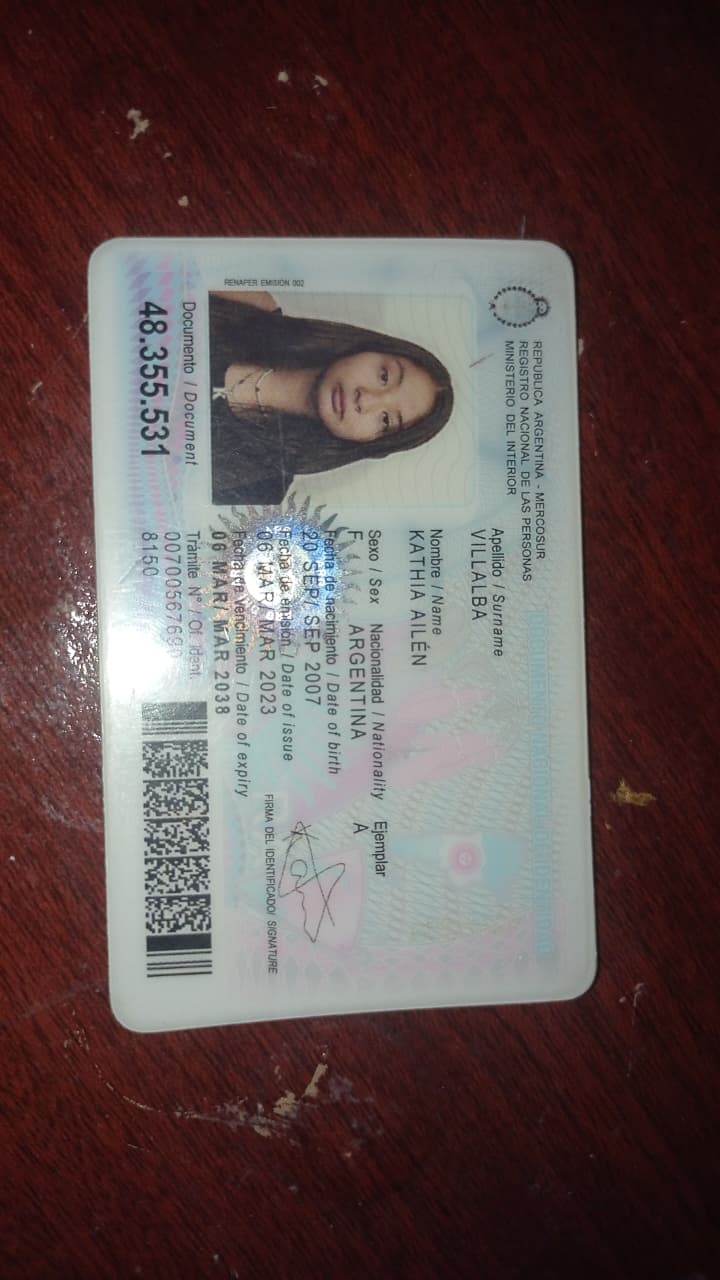 REPUBLICA ARGENTINA - MERCOSUR
REGISTRO NACIONAL DE LAS PERSONAS
MINISTERIO DEL INTERIOR
Apellido / Surname
VILLALBA
Nombre / Name
KATHIA AILÉN
Sexo / Sex Nacionalidad / Nationality Ejemplar
F ARGENTINA A
Fecha de nacimiento / Date of birth
20 SEP/ SEP 2007
Fecha de emisión / Date of issue
06 MAR/ MAR 2023
Fecha de vencimiento / Date of expiry
06 MAR/ MAR 2038
FIRMA DEL IDENTIFICADO/ SIGNATURE
RENAPER EMISION 002
Documento / Document
48.355.531
Trámite N° / Of. ident.
8150